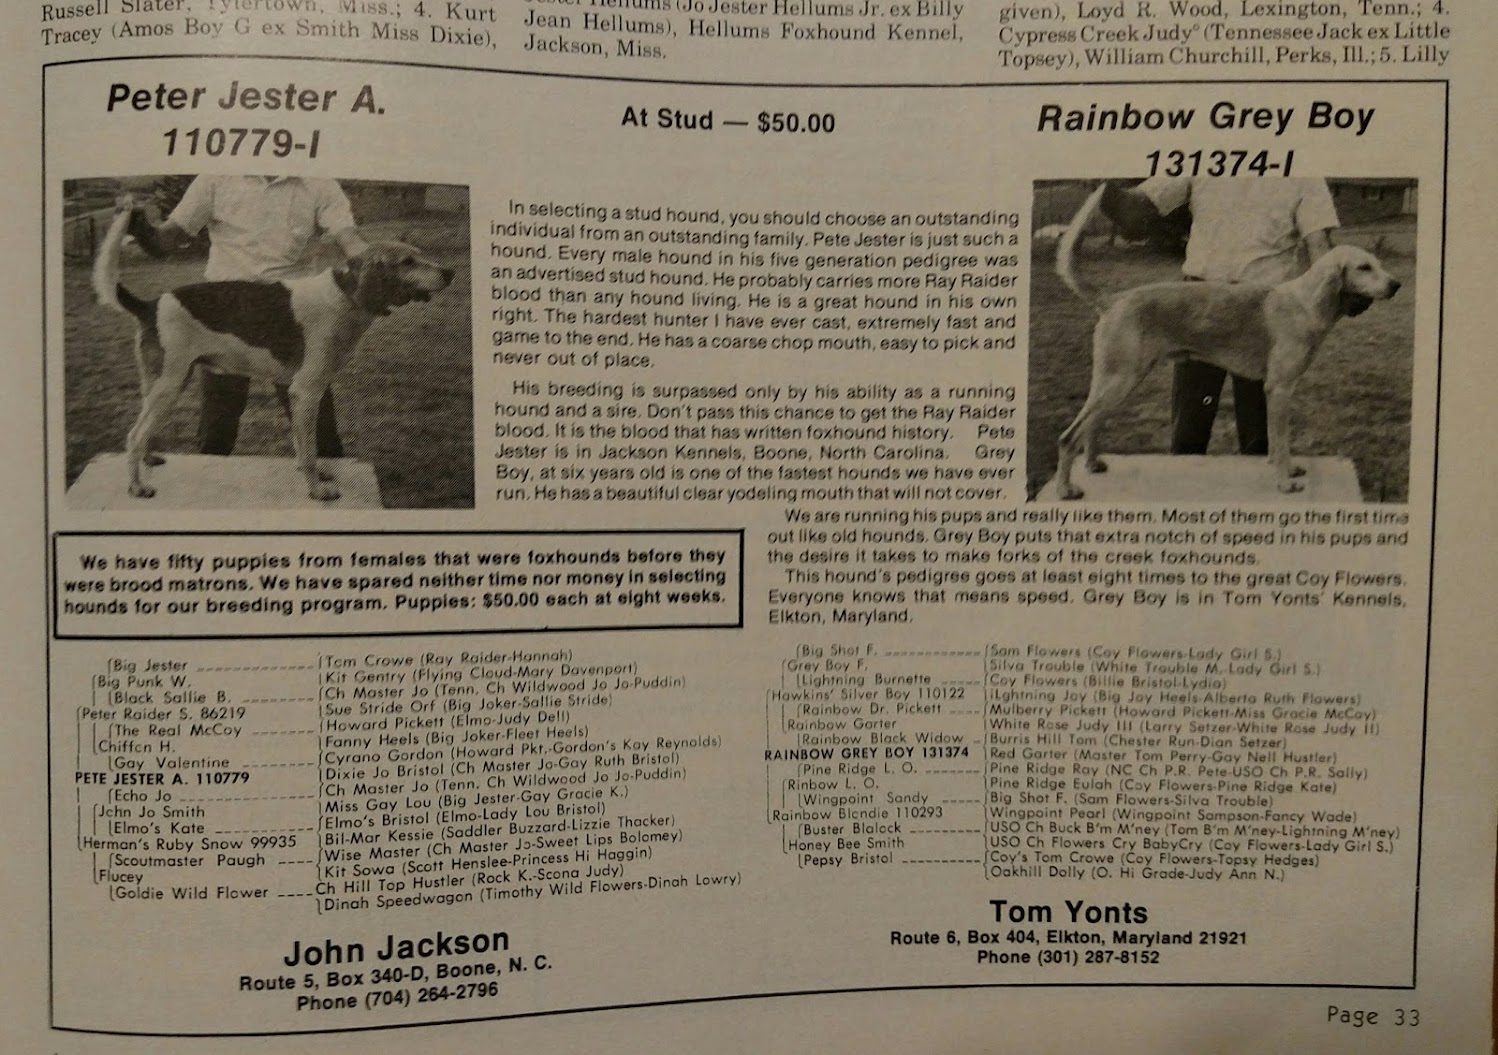 Russell Slater, Tylertown, Miss.; 4. Kurt
Tracey (Amos Boy G ex Smith Miss Dixie),
Hellums (Jo Jester Hellums Jr. ex Billy
Jean Hellums), Hellums Foxhound Kennel,
Jackson, Miss.
given), Loyd R. Wood, Lexington, Tenn.; 4.
Cypress Creek Judy° (Tennessee Jack ex Little
Topsey), William Churchill, Perks, Ill.; 5. Lilly
Peter Jester A.
110779-I
At Stud — $50.00
Rainbow Grey Boy
131374-I
In selecting a stud hound, you should choose an outstanding
individual from an outstanding family. Pete Jester is just such a
hound. Every male hound in his five generation pedigree was
an advertised stud hound. He probably carries more Ray Raider
blood than any hound living. He is a great hound in his own
right. The hardest hunter I have ever cast, extremely fast and
game to the end. He has a coarse chop mouth, easy to pick and
never out of place.
His breeding is surpassed only by his ability as a running
hound and a sire. Don't pass this chance to get the Ray Raider
blood. It is the blood that has written foxhound history. Pete
Jester is in Jackson Kennels, Boone, North Carolina. Grey
Boy, at six years old is one of the fastest hounds we have ever
run. He has a beautiful clear yodeling mouth that will not cover.
We are running his pups and really like them. Most of them go the first time
out like old hounds. Grey Boy puts that extra notch of speed in his pups and
the desire it takes to make forks of the creek foxhounds.
This hound's pedigree goes at least eight times to the great Coy Flowers.
Everyone knows that means speed. Grey Boy is in Tom Yonts' Kennels,
Elkton, Maryland.
We have fifty puppies from females that were foxhounds before they
were brood matrons. We have spared neither time nor money in selecting
hounds for our breeding program. Puppies: $50.00 each at eight weeks.
Big Jester
Big Punk W.
Black Sallie B.
Peter Raider S. 86219
The Real McCoy
Chiffon H.
Gay Valentine
PETE JESTER A. 110779
Echo Jo
John Jo Smith
Elmo's Kate
Herman's Ruby Snow 99935
Scoutmaster Paugh
Flucey
Goldie Wild Flower
Tom Crowe (Ray Raider-Hannah)
Kit Gentry (Flying Cloud-Mary Davenport)
Ch Master Jo (Tenn. Ch Wildwood Jo Jo-Puddin)
Sue Stride Orf (Big Joker-Sallie Stride)
Howard Pickett (Elmo-Judy Dell)
Fanny Heels (Big Joker-Fleet Heels)
Cyrano Gordon (Howard Pkt.-Gordon's Kay Reynolds)
Dixie Jo Bristol (Ch Master Jo-Gay Ruth Bristol)
Ch Master Jo (Tenn. Ch Wildwood Jo Jo-Puddin)
Miss Gay Lou (Big Jester-Gay Gracie K.)
Elmo's Bristol (Elmo-Lady Lou Bristol)
Bil-Mar Kessie (Saddler Buzzard-Lizzie Thacker)
Wise Master (Ch Master Jo-Sweet Lips Bolomey)
Kit Sowa (Scott Henslee-Princess Hi Haggin)
Ch Hill Top Hustler (Rock K.-Scona Judy)
Dinah Speedwagon (Timothy Wild Flowers-Dinah Lowry)
Big Shot F.
Grey Boy F.
Lightning Burnette
Hawkins' Silver Boy 110122
Rainbow Dr. Pickett
Rainbow Garter
Rainbow Black Widow
RAINBOW GREY BOY 131374
Pine Ridge L. O.
Rinbow L. O.
Wingpoint Sandy
Rainbow Blondie 110293
Buster Blalock
Honey Bee Smith
Pepsy Bristol
Sam Flowers (Coy Flowers-Lady Girl S.)
Silva Trouble (White Trouble M. Lady Girl S.)
Coy Flowers (Billie Bristol-Lydia)
iLghtning Joy (Big Joy Heels-Alberta Ruth Flowers)
Mulberry Pickett (Howard Pickett-Miss Gracie McCoy)
White Rose Judy III (Larry Setzer-White Rose Judy II)
Burris Hill Tom (Chester Run-Dian Setzer)
Red Garter (Master Tom Perry-Gay Nell Hustler)
Pine Ridge Ray (NC Ch P.R. Pete-USO Ch P.R. Sally)
Pine Ridge Eulah (Coy Flowers-Pine Ridge Kate)
Big Shot F. (Sam Flowers-Silva Trouble)
Wingpoint Pearl (Wingpoint Sampson-Fancy Wade)
USO Ch Buck B'm M'ney (Tom B'm M'ney-Lightning M'ney)
USO Ch Flowers Cry BabyCry (Coy Flowers-Lady Girl S.)
Coy's Tom Crowe (Coy Flowers-Topsy Hedges)
Oakhill Dolly (O. Hi Grade-Judy Ann N.)
John Jackson
Route 5, Box 340-D, Boone, N. C.
Phone (704) 264-2796
Tom Yonts
Route 6, Box 404, Elkton, Maryland 21921
Phone (301) 287-8152
Page 33